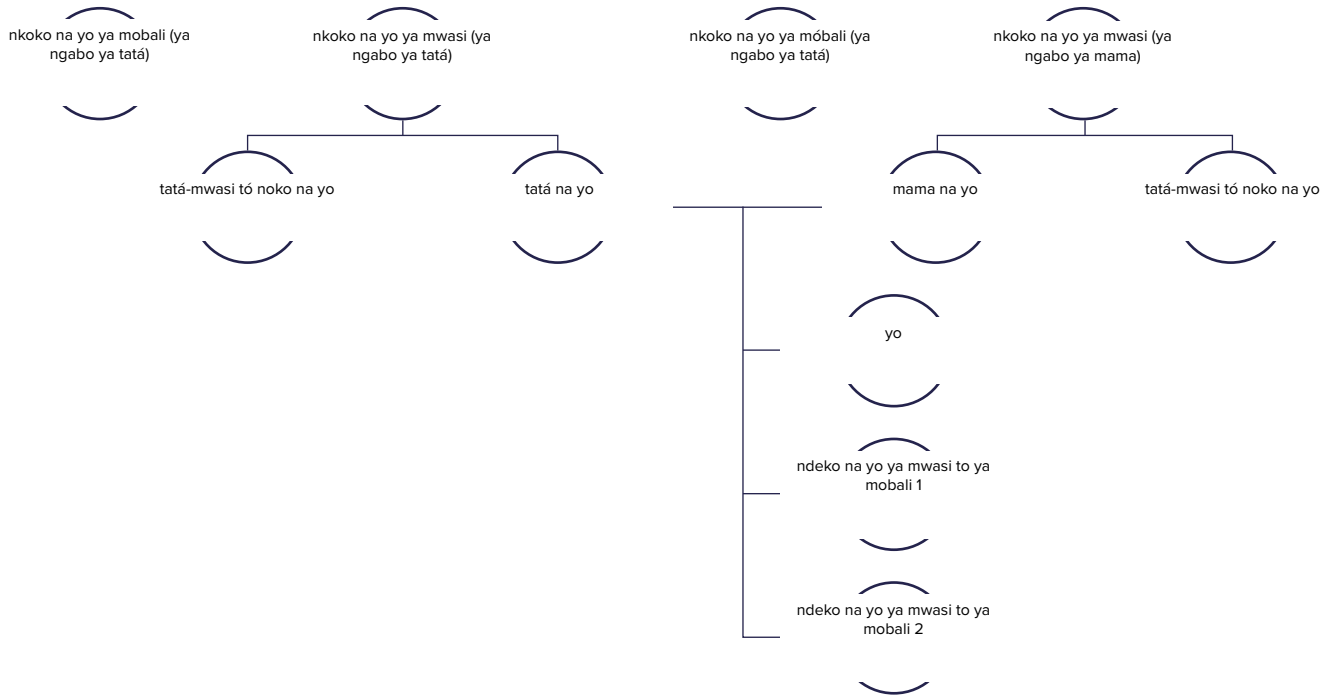 nkoko na yo ya mobali (ya
ngabo ya tatá)
nkoko na yo ya mwasi (ya
ngabo ya tatá)
nkoko na yo ya móbali (ya
ngabo ya tatá)
nkoko na yo ya mwasi (ya
ngabo ya mama)
tatá-mwasi tó noko na yo
tatá na yo
mama na yo
tatá-mwasi tó noko na yo
yo
ndeko na yo ya mwasi to ya
mobali 1
ndeko na yo ya mwasi to ya
mobali 2